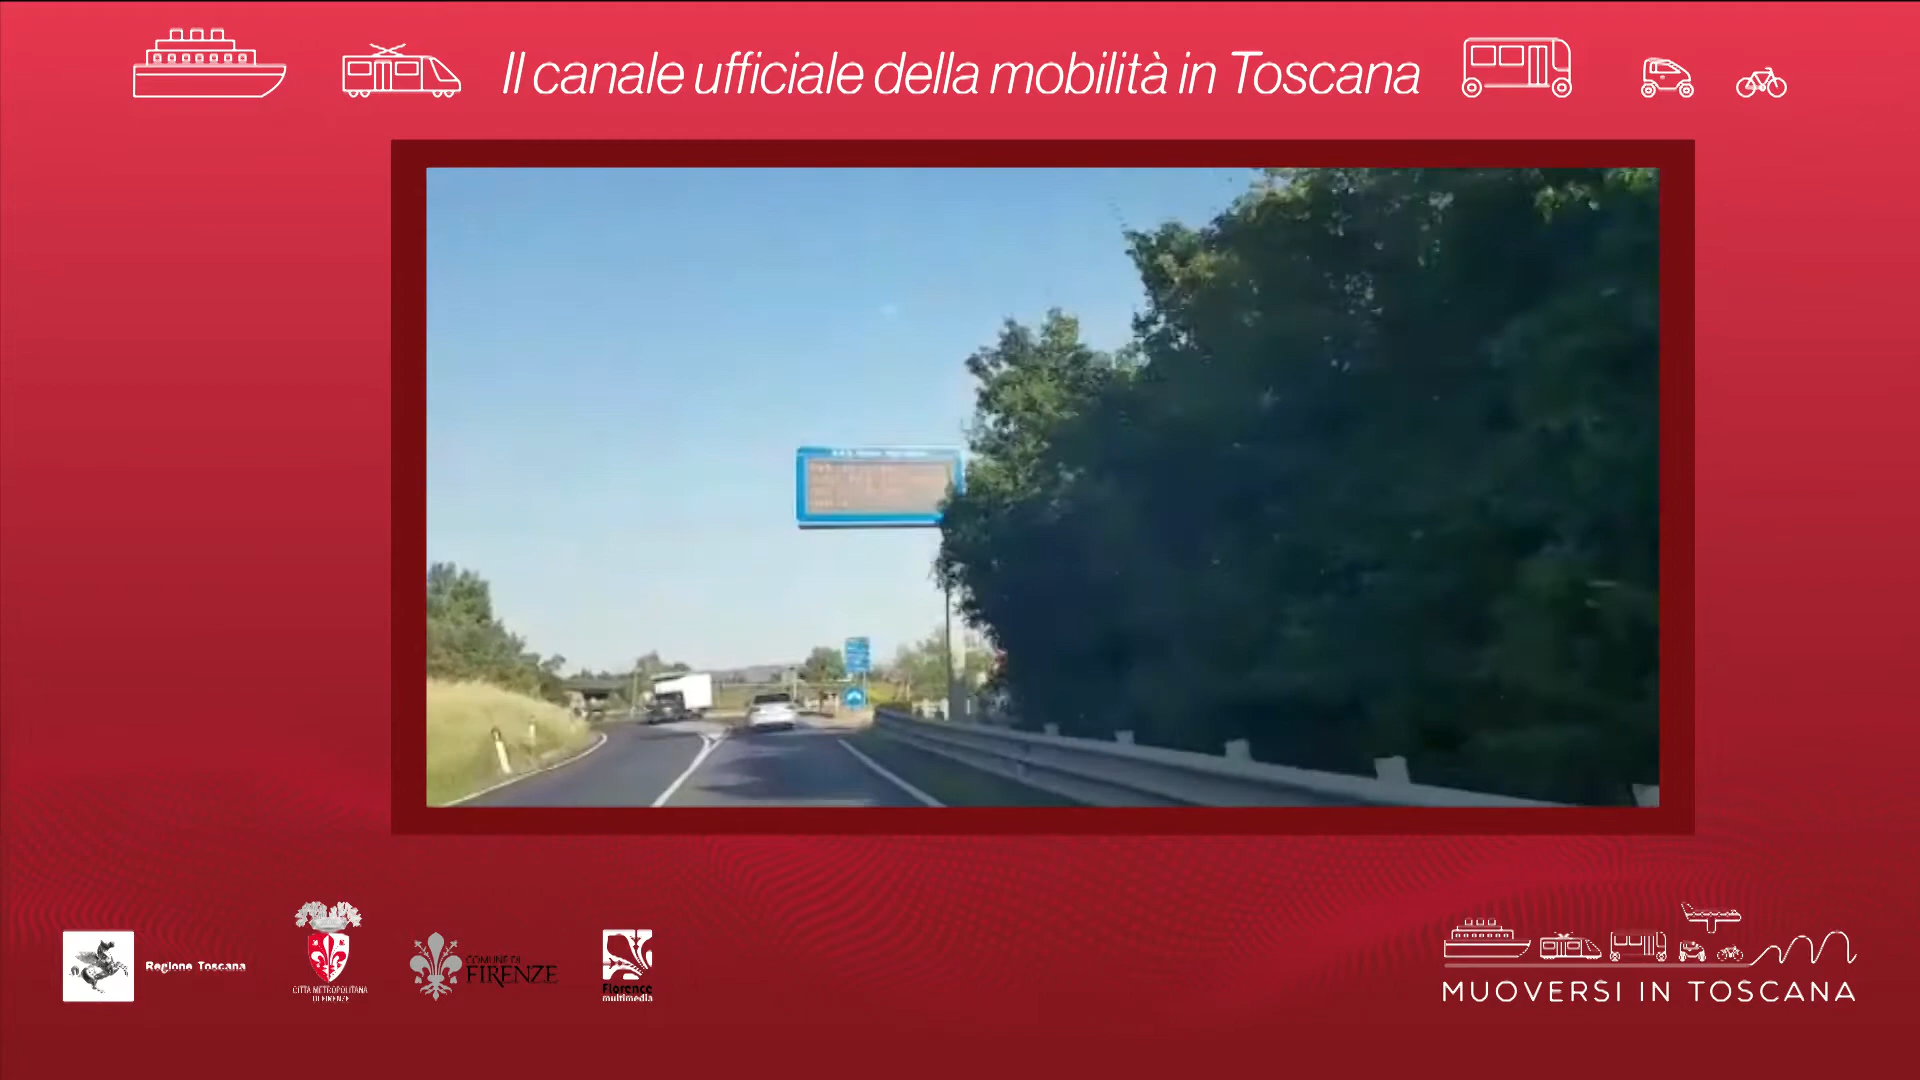 Il canale ufficiale della mobilità in Toscana
Regione Toscana
CITTÀ METROPOLITANA
DI FIRENZE
COMUNE DI
FIRENZE
Florence
multimedia
MUOVERSI IN TOSCANA